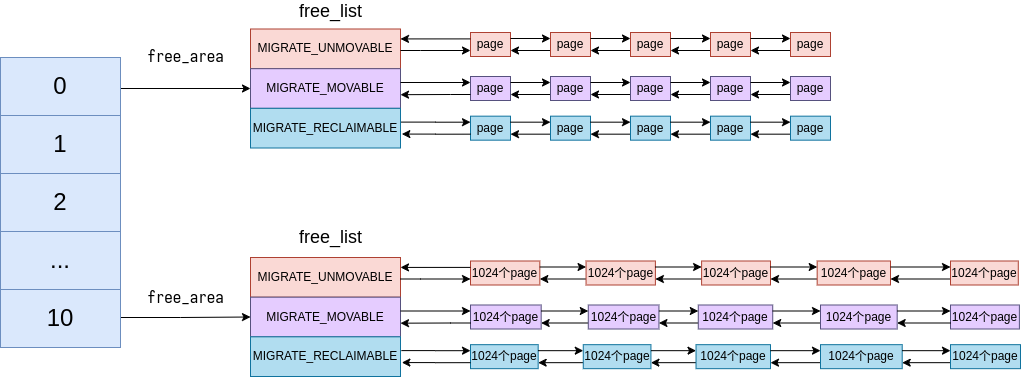 free_list
free_area
MIGRATE_UNMOVABLE
page page page page page
0
MIGRATE_MOVABLE
page page page page page
MIGRATE_RECLAIMABLE
page page page page page
1
2
...
10
free_list
free_area
MIGRATE_UNMOVABLE
1024个page 1024个page 1024个page 1024个page 1024个page
MIGRATE_MOVABLE
1024个page 1024个page 1024个page 1024个page 1024个page
MIGRATE_RECLAIMABLE
1024个page 1024个page 1024个page 1024个page 1024个page